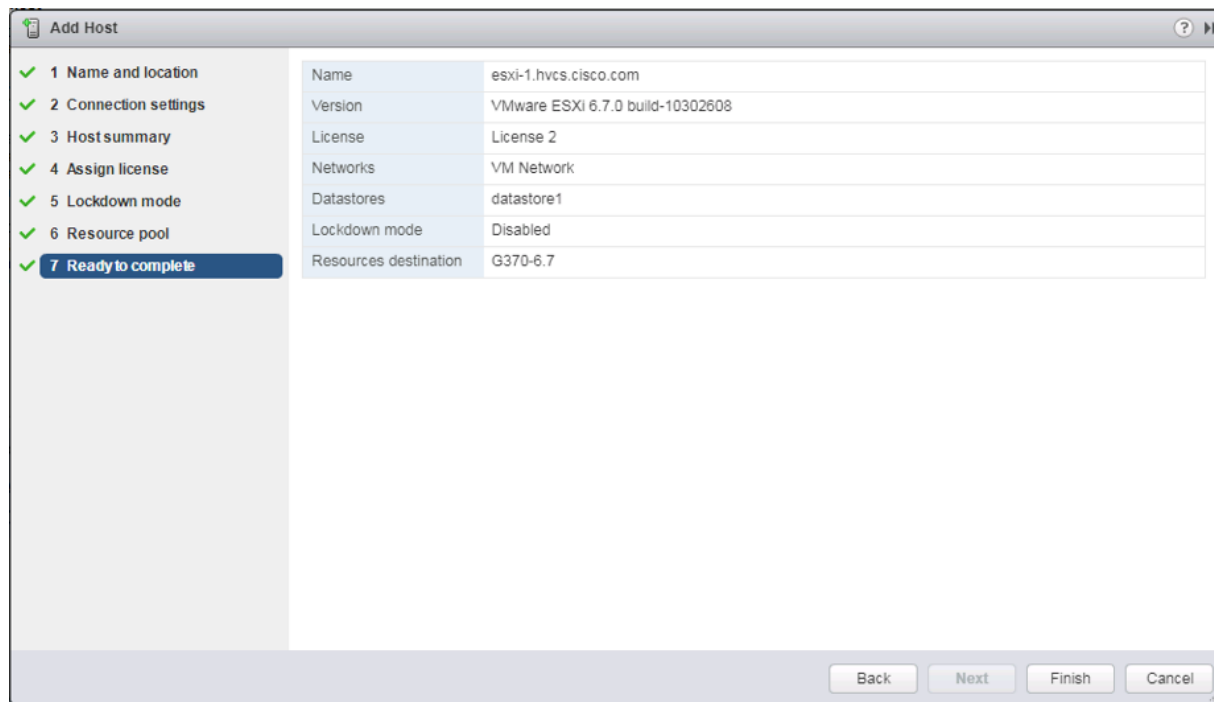 Add Host
?
1 Name and location
2 Connection settings
3 Host summary
4 Assign license
5 Lockdown mode
6 Resource pool
7 Ready to complete
Name esxi-1.hvcs.cisco.com
Version VMware ESXi 6.7.0 build-10302608
License License 2
Networks VM Network
Datastores datastore1
Lockdown mode Disabled
Resources destination G370-6.7
Back Next Finish Cancel